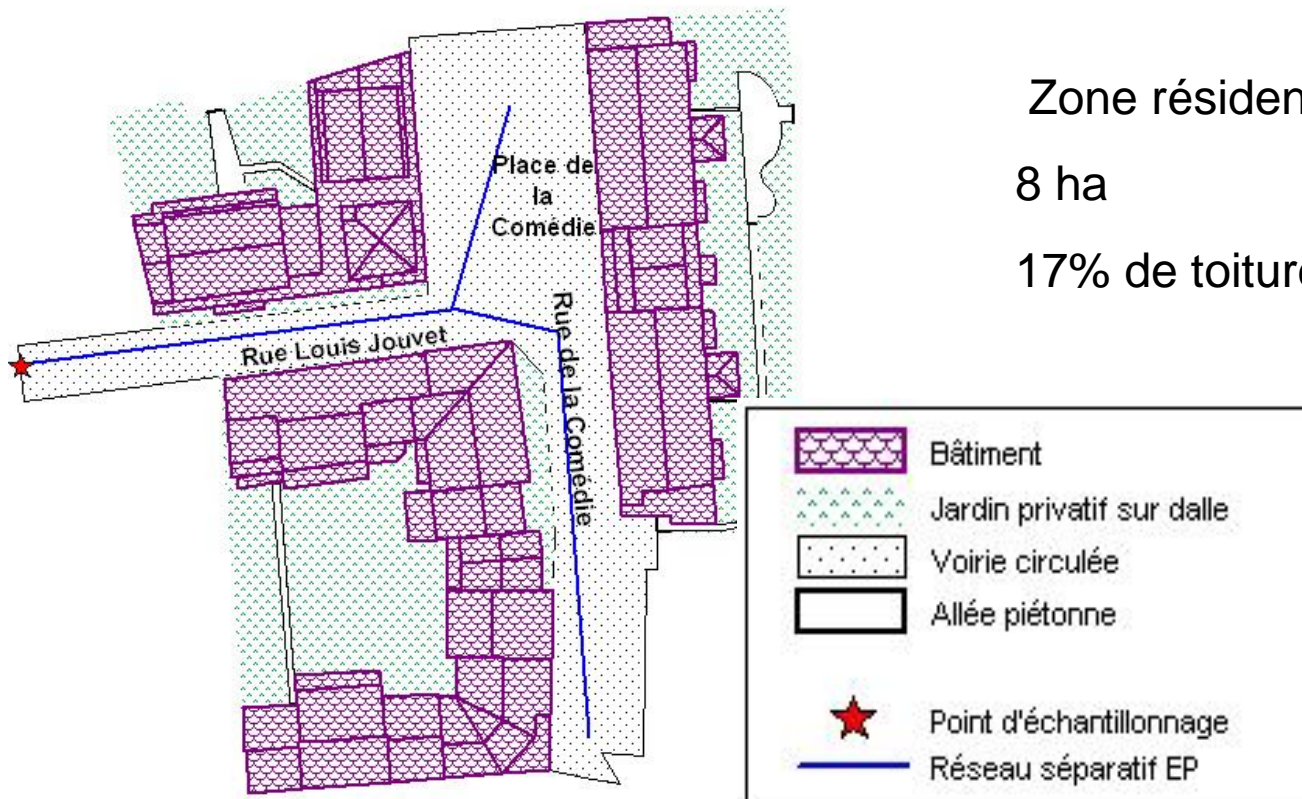 Place de
la
Comédie
Rue Louis Jouvet
Rue de la Comédie
Zone résiden
8 ha
17% de toiture
Bâtiment
Jardin privatif sur dalle
Voirie circulée
Allée piétonne
Point d'échantillonnage
Réseau séparatif EP